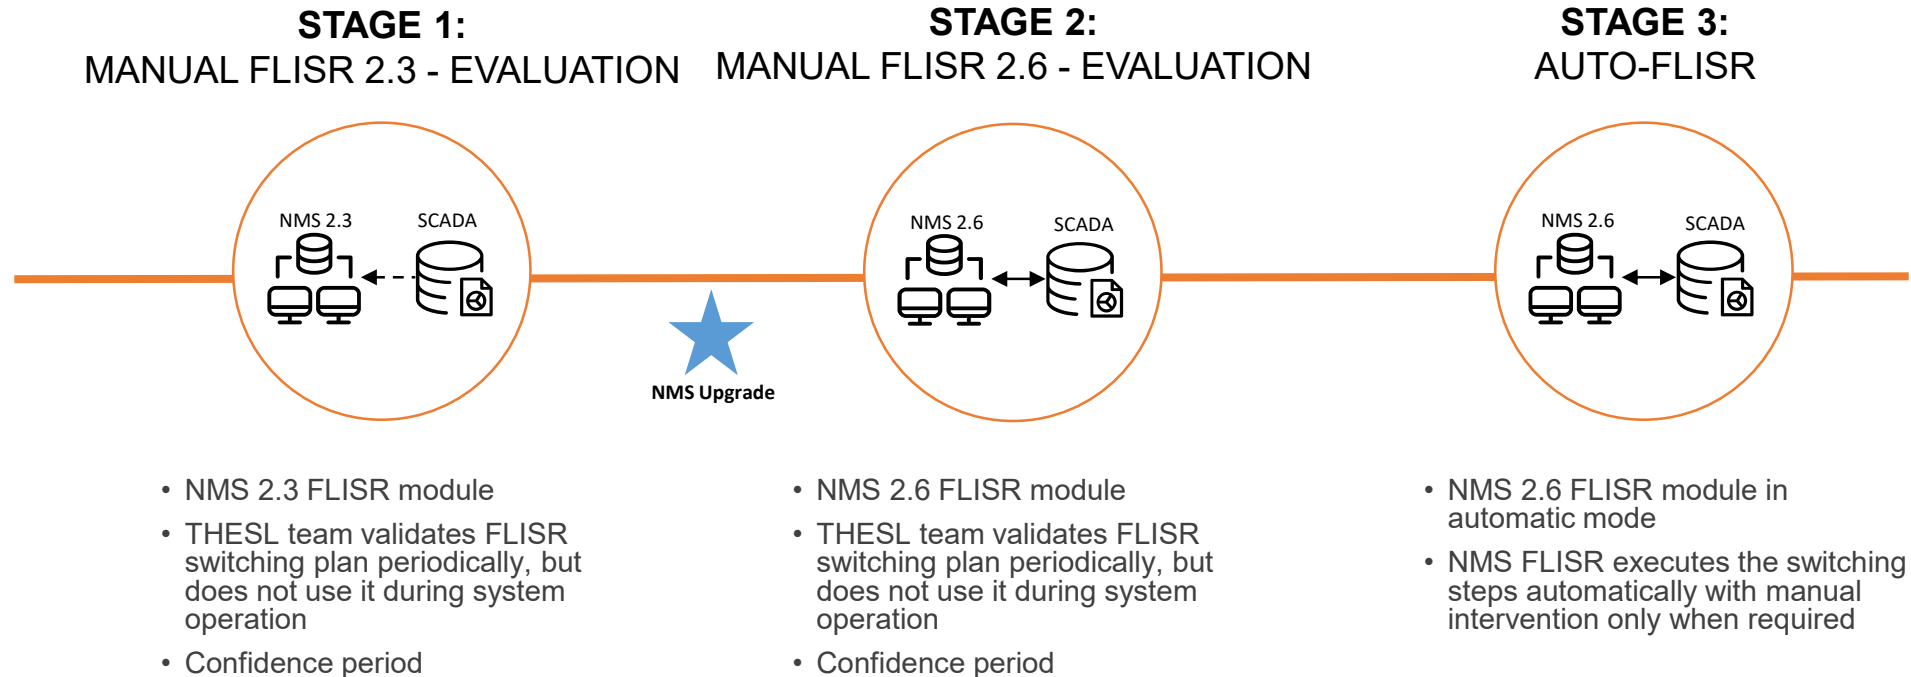 STAGE 1:
MANUAL FLISR 2.3 - EVALUATION
STAGE 2:
MANUAL FLISR 2.6 - EVALUATION
STAGE 3:
AUTO-FLISR
NMS 2.3
SCADA
NMS 2.6
SCADA
NMS 2.6
SCADA
NMS Upgrade
• NMS 2.3 FLISR module
• THESL team validates FLISR
switching plan periodically, but
does not use it during system
operation
• Confidence period
• NMS 2.6 FLISR module
• THESL team validates FLISR
switching plan periodically, but
does not use it during system
operation
• Confidence period
• NMS 2.6 FLISR module in
automatic mode
• NMS FLISR executes the switching
steps automatically with manual
intervention only when required